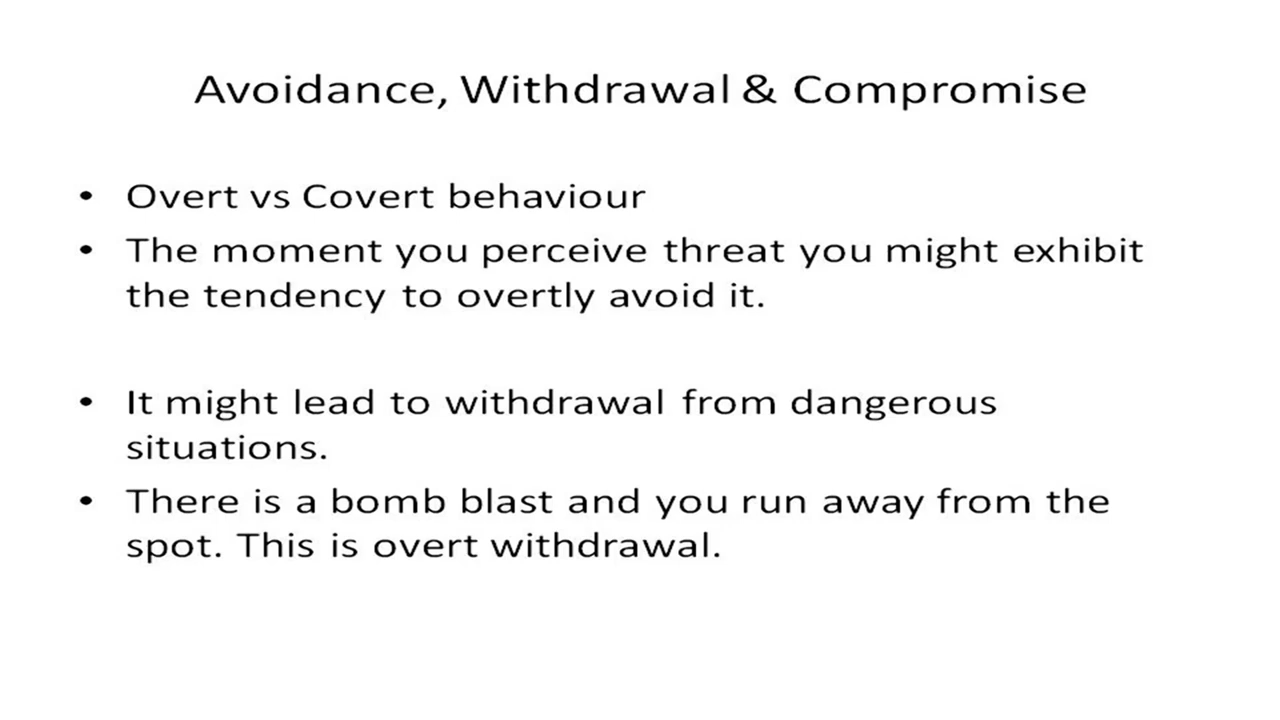 Avoidance, Withdrawal & Compromise
• Overt vs Covert behaviour
• The moment you perceive threat you might exhibit
the tendency to overtly avoid it.
• It might lead to withdrawal from dangerous
situations.
• There is a bomb blast and you run away from the
spot. This is overt withdrawal.